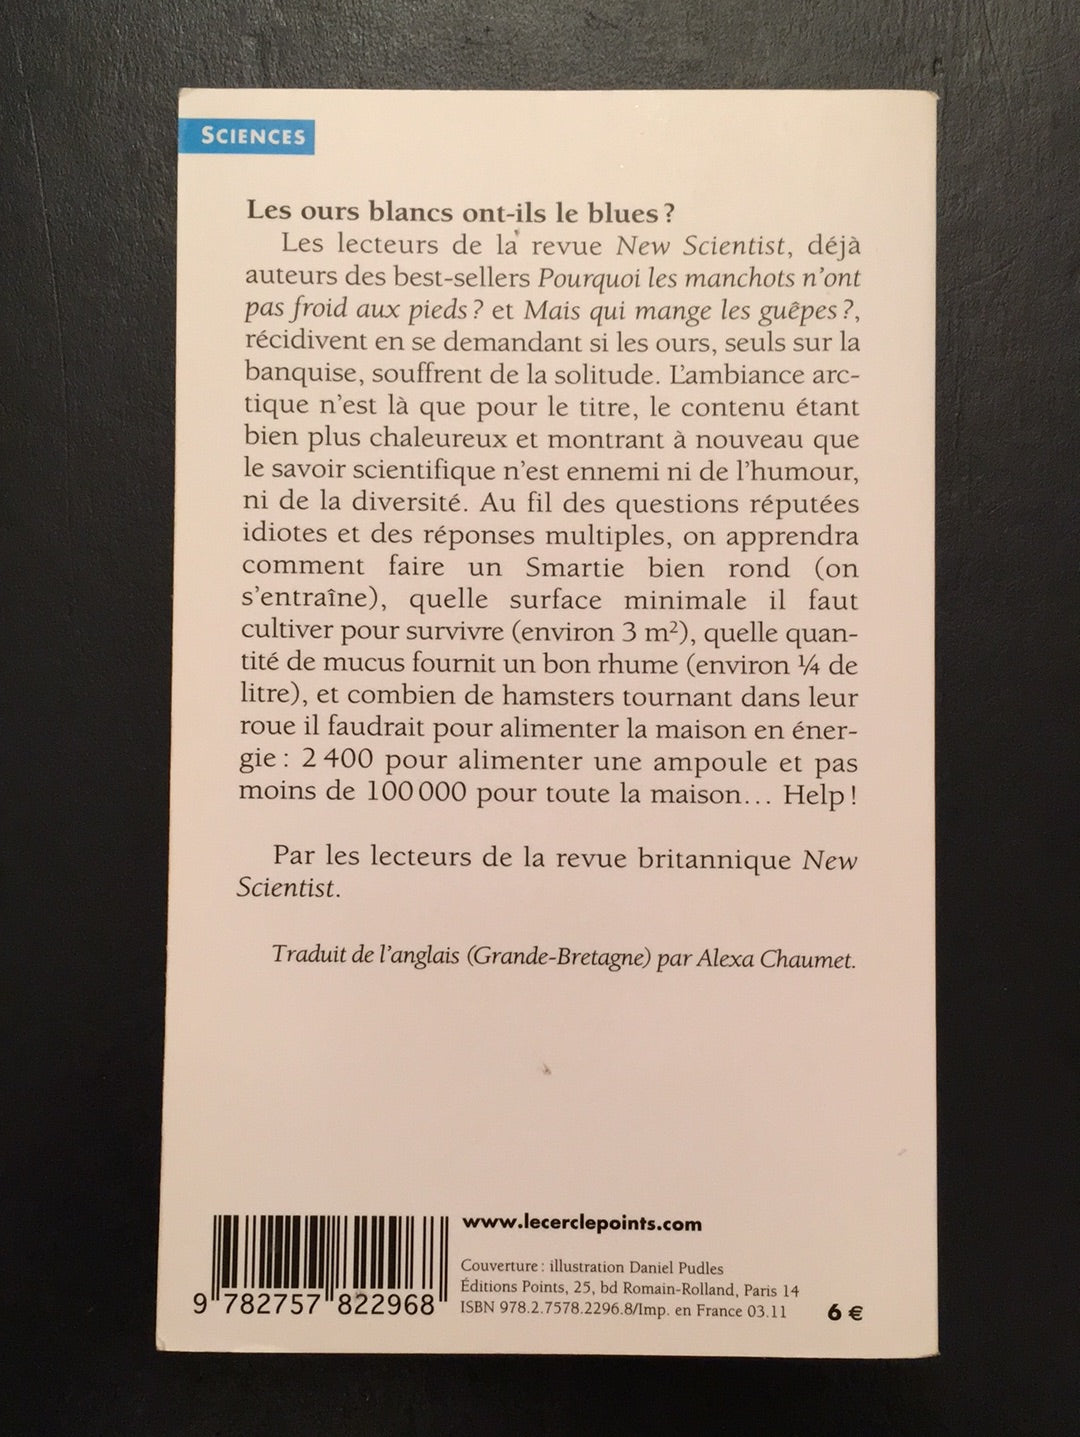 SCIENCES
Les ours blancs ont-ils le blues ?
Les lecteurs de la revue New Scientist, déjà
auteurs des best-sellers Pourquoi les manchots n'ont
pas froid aux pieds ? et Mais qui mange les guêpes ?,
récidivent en se demandant si les ours, seuls sur la
banquise, souffrent de la solitude. L'ambiance arc-
tique n'est là que pour le titre, le contenu étant
bien plus chaleureux et montrant à nouveau que
le savoir scientifique n'est ennemi ni de l'humour,
ni de la diversité. Au fil des questions réputées
idiotes et des réponses multiples, on apprendra
comment faire un Smartie bien rond (on
s'entraîne), quelle surface minimale il faut
cultiver pour survivre (environ 3 m²), quelle quan-
tité de mucus fournit un bon rhume (environ ¼ de
litre), et combien de hamsters tournant dans leur
roue il faudrait pour alimenter la maison en éner-
gie : 2 400 pour alimenter une ampoule et pas
moins de 100 000 pour toute la maison... Help !
Par les lecteurs de la revue britannique New
Scientist.
Traduit de l'anglais (Grande-Bretagne) par Alexa Chaumet.
www.lecerclepoints.com
Couverture : illustration Daniel Pudles
Éditions Points, 25, bd Romain-Rolland, Paris 14
ISBN 978.2.7578.2296.8/Imp. en France 03.11
6 €
9 782757 822968